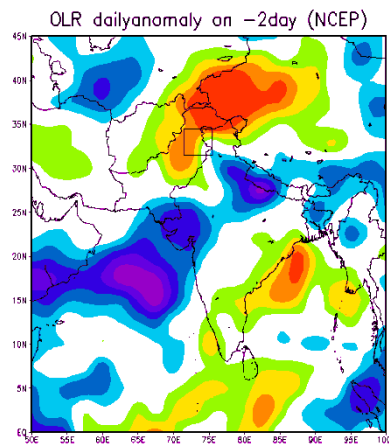 OLR dailyanomaly on -2day (NCEP)
45N
40N
35N
30N
25N
20N
15N
10N
5N
EQ
50E 55E 60E 65E 70E 75E 80E 85E 90E 95E 100E